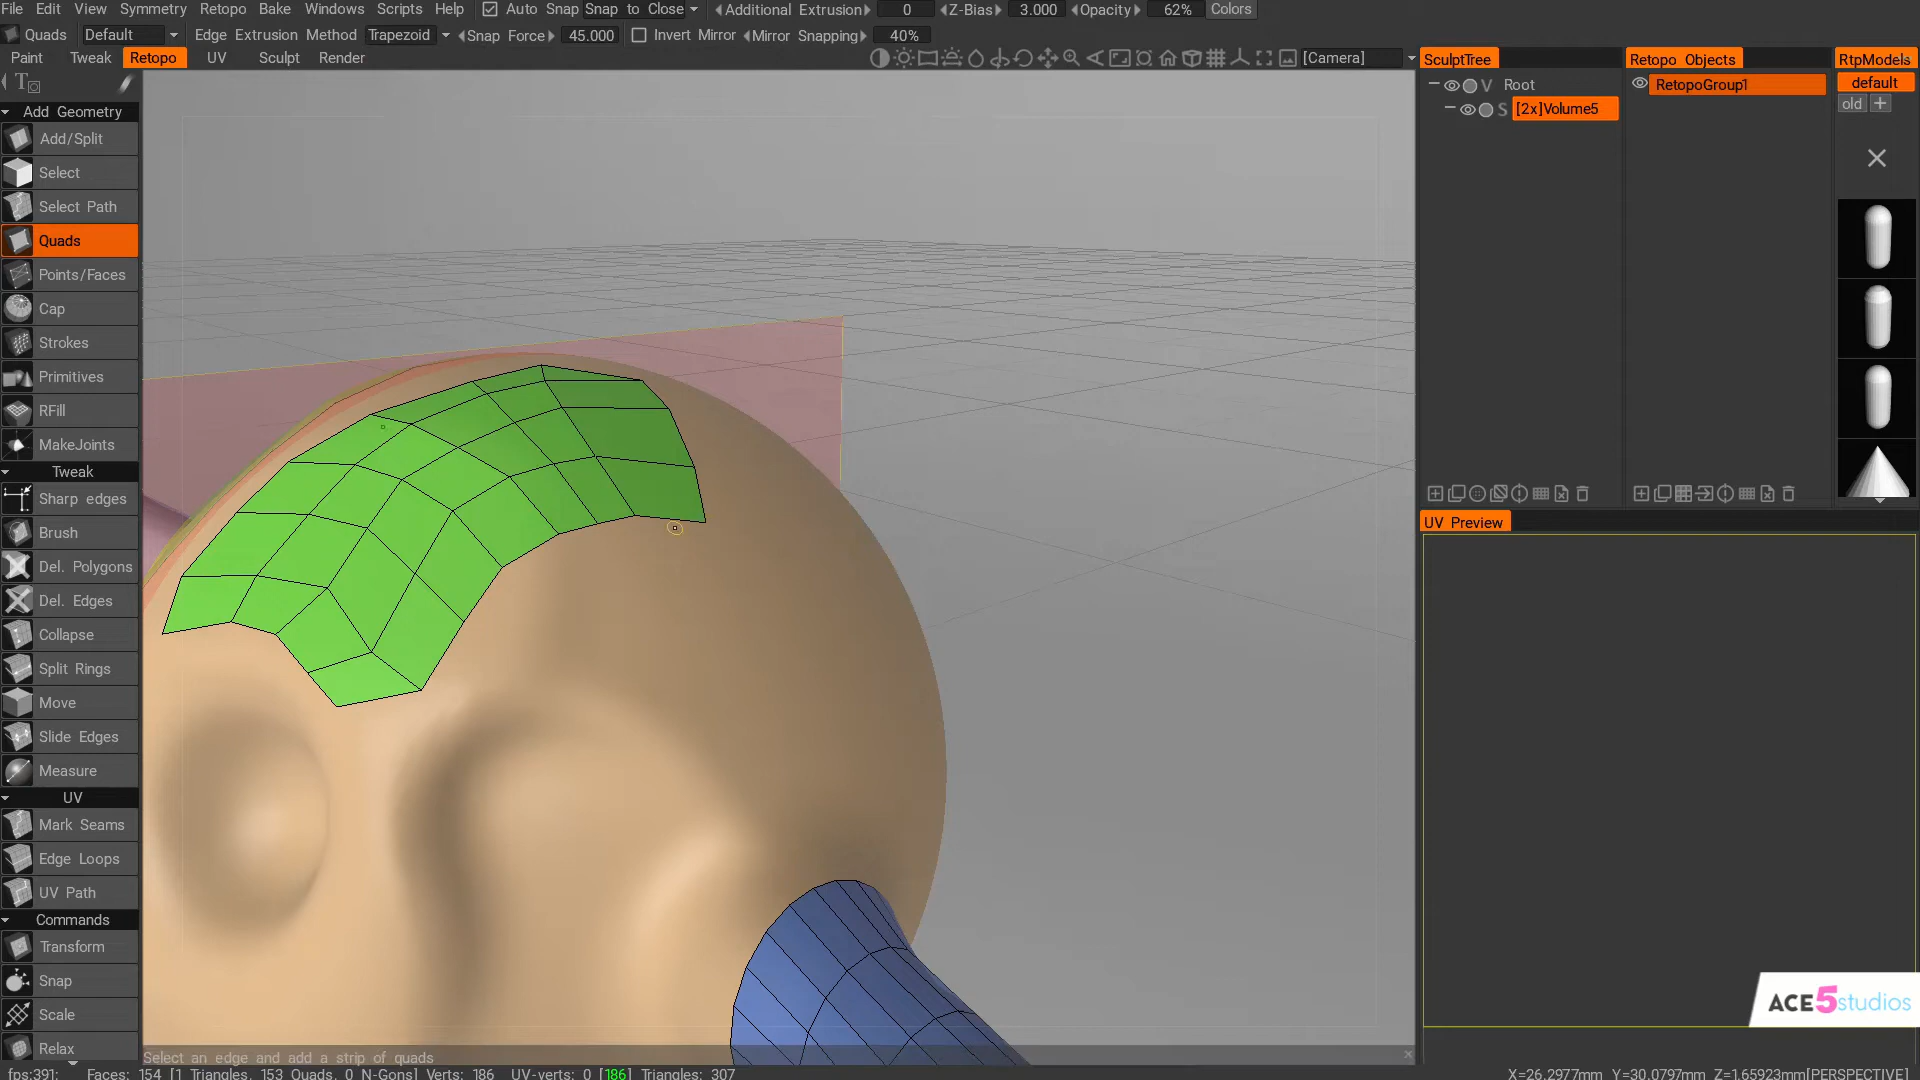 File Edit View Symmetry Retopo Bake Windows Scripts Help Auto Snap Snap to Close Additional Extrusion 0 Z-Bias 3.000 Opacity 62% Colors
Quads Default Edge Extrusion Method Trapezoid Snap Force 45.000 Invert Mirror Mirror Snapping 40%
Paint Tweak Retopo UV Sculpt Render [Camera]
SculptTree
Root
[2x]Volume5
Retopo Objects
RetopoGroup1
RtpModels
default
old
Add Geometry
Add/Split
Select
Select Path
Quads
Points/Faces
Cap
Strokes
Primitives
RFill
MakeJoints
Tweak
Sharp edges
Brush
Del. Polygons
Del. Edges
Collapse
Split Rings
Move
Slide Edges
Measure
UV
Mark Seams
Edge Loops
UV Path
Commands
Transform
Snap
Scale
Relax
UV Preview
ACE5studios
Select an edge and add a strip of quads
fps:391; Faces: 154 [1 Triangles, 153 Quads, 0 N-Gons] Verts: 186 UV-verts: 0 [186] Triangles: 307
X=26.2977mm Y=30.0797mm Z=1.65923mm[PERSPECTIVE]